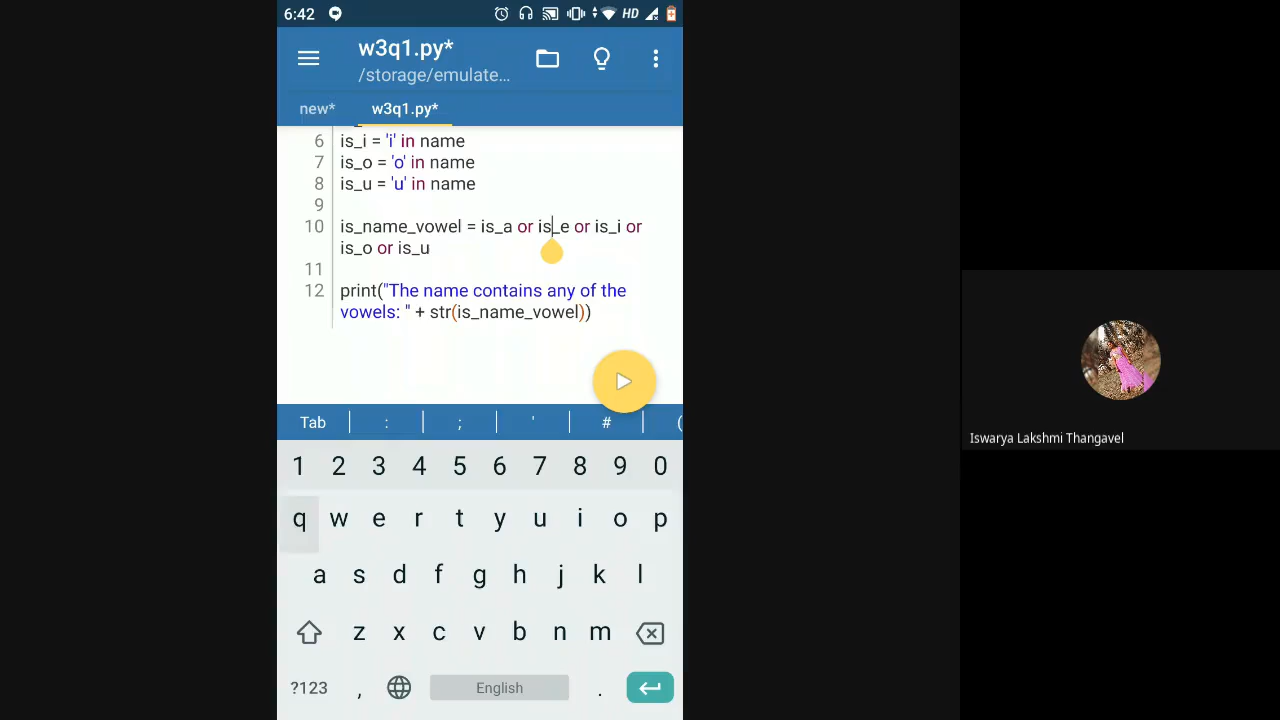 6:42 HD
w3q1.py*
/storage/emulate...
new* w3q1.py*
6 is_i = 'i' in name
7 is_o = 'o' in name
8 is_u = 'u' in name
9
10 is_name_vowel = is_a or is_e or is_i or
is_o or is_u
11
12 print("The name contains any of the
vowels: " + str(is_name_vowel))
Tab : ; ' # (
1 2 3 4 5 6 7 8 9 0
q w e r t y u i o p
a s d f g h j k l
z x c v b n m
?123 , English .
Iswarya Lakshmi Thangavel